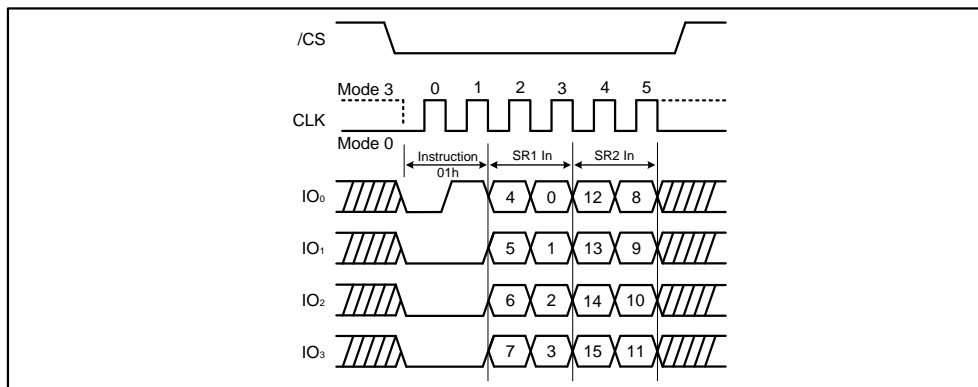 /CS
Mode 3 0 1 2 3 4 5
CLK
Mode 0
Instruction SR1 In SR2 In
01h
IO₀ 4 0 12 8
IO₁ 5 1 13 9
IO₂ 6 2 14 10
IO₃ 7 3 15 11